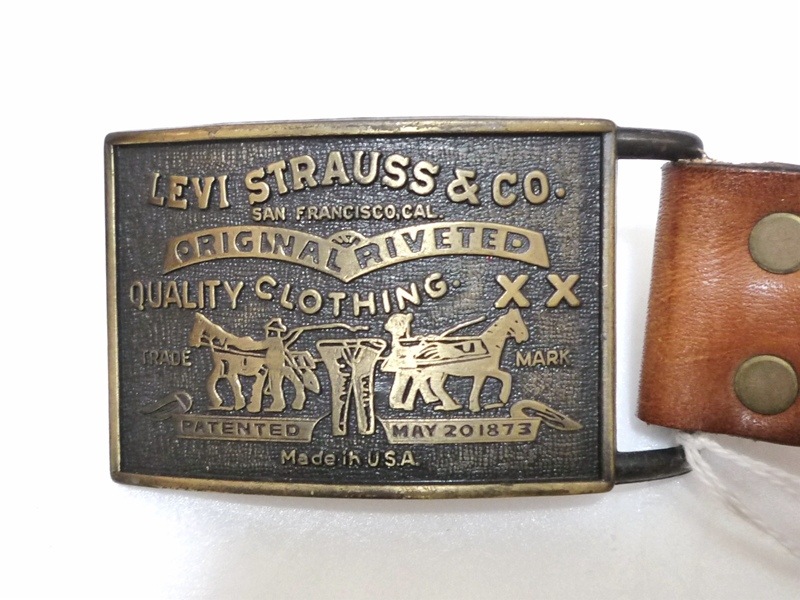 LEVI STRAUSS & CO.
SAN FRANCISCO, CAL.
ORIGINAL RIVETED
QUALITY CLOTHING. XX
TRADE MARK
PATENTED MAY 20 1873
Made in U.S.A.